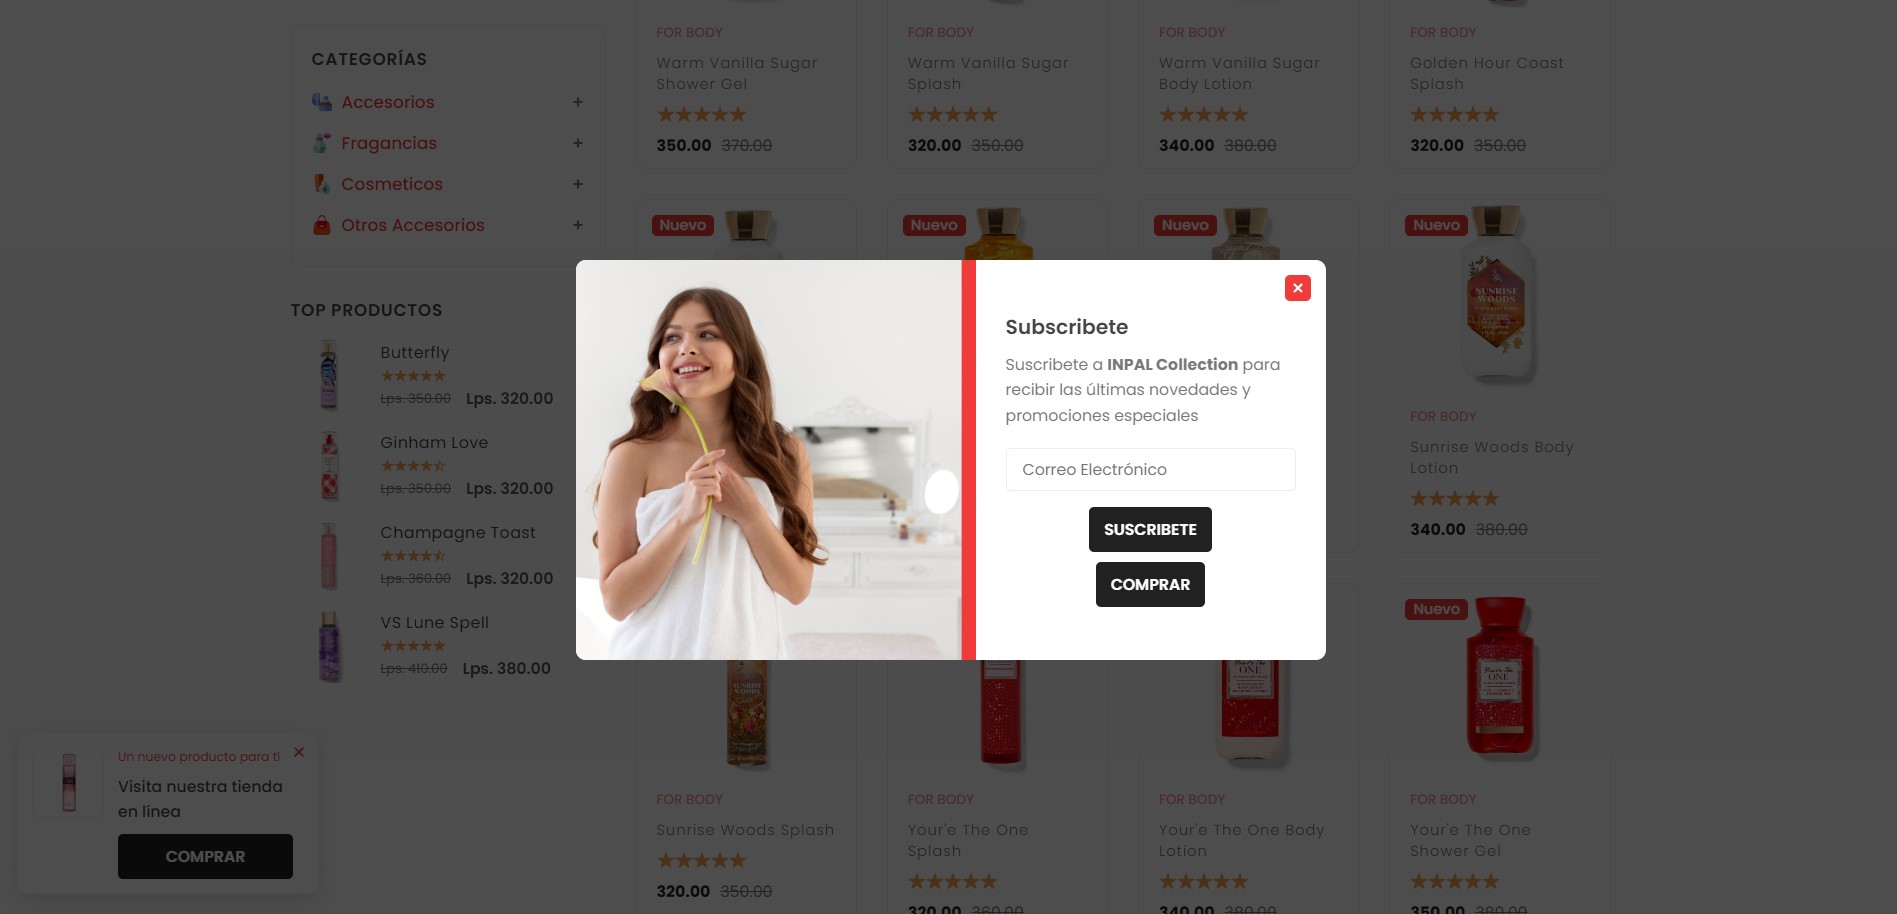 CATEGORÍAS
Accesorios +
Fragancias +
Cosmeticos +
Otros Accesorios +
TOP PRODUCTOS
Butterfly
Lps. 350.00 Lps. 320.00
Ginham Love
Lps. 350.00 Lps. 320.00
Champagne Toast
Lps. 360.00 Lps. 320.00
VS Lune Spell
Lps. 410.00 Lps. 380.00
FOR BODY
Warm Vanilla Sugar
Shower Gel
350.00 370.00
FOR BODY
Warm Vanilla Sugar
Splash
320.00 350.00
FOR BODY
Warm Vanilla Sugar
Body Lotion
340.00 380.00
FOR BODY
Golden Hour Coast
Splash
320.00 350.00
Nuevo
Nuevo
Nuevo
Nuevo
SUNRISE
WOODS
FOR BODY
Sunrise Woods Body
Lotion
340.00 380.00
Subscribete
Suscribete a INPAL Collection para
recibir las últimas novedades y
promociones especiales
Correo Electrónico
SUSCRIBETE
COMPRAR
SUNRISE
WOODS
FOR BODY
Sunrise Woods Splash
320.00 350.00
FOR BODY
Your'e The One
Splash
320.00 360.00
ONE
FOR BODY
Your'e The One Body
Lotion
340.00 380.00
Nuevo
You're The
ONE
FOR BODY
Your'e The One
Shower Gel
350.00 380.00
Un nuevo producto para ti
Visita nuestra tienda
en línea
COMPRAR